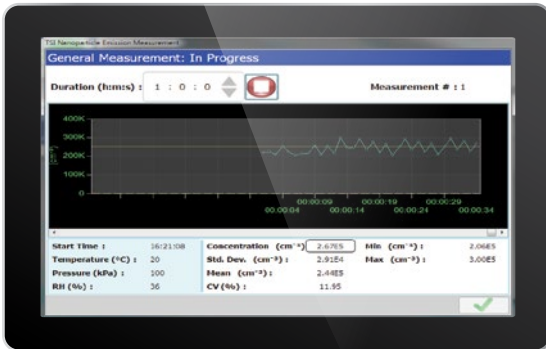 TSI Nanoparticle Emission Measurement
General Measurement: In Progress
Duration (h:m:s) : 1 : 0 : 0 Measurement # : 1
400K
300K
200K
100K
0
(cm⁻³)
00:00:09 00:00:19 00:00:29
00:00:04 00:00:14 00:00:24 00:00:34
Start Time : 16:21:08 Concentration (cm⁻³) 2.67E5 Min (cm⁻³) : 2.06E5
Temperature (°C) : 20 Std. Dev. (cm⁻³) : 2.91E4 Max (cm⁻³) : 3.00E5
Pressure (kPa) : 100 Mean (cm⁻³) : 2.44E5
RH (%) : 36 CV (%) : 11.95